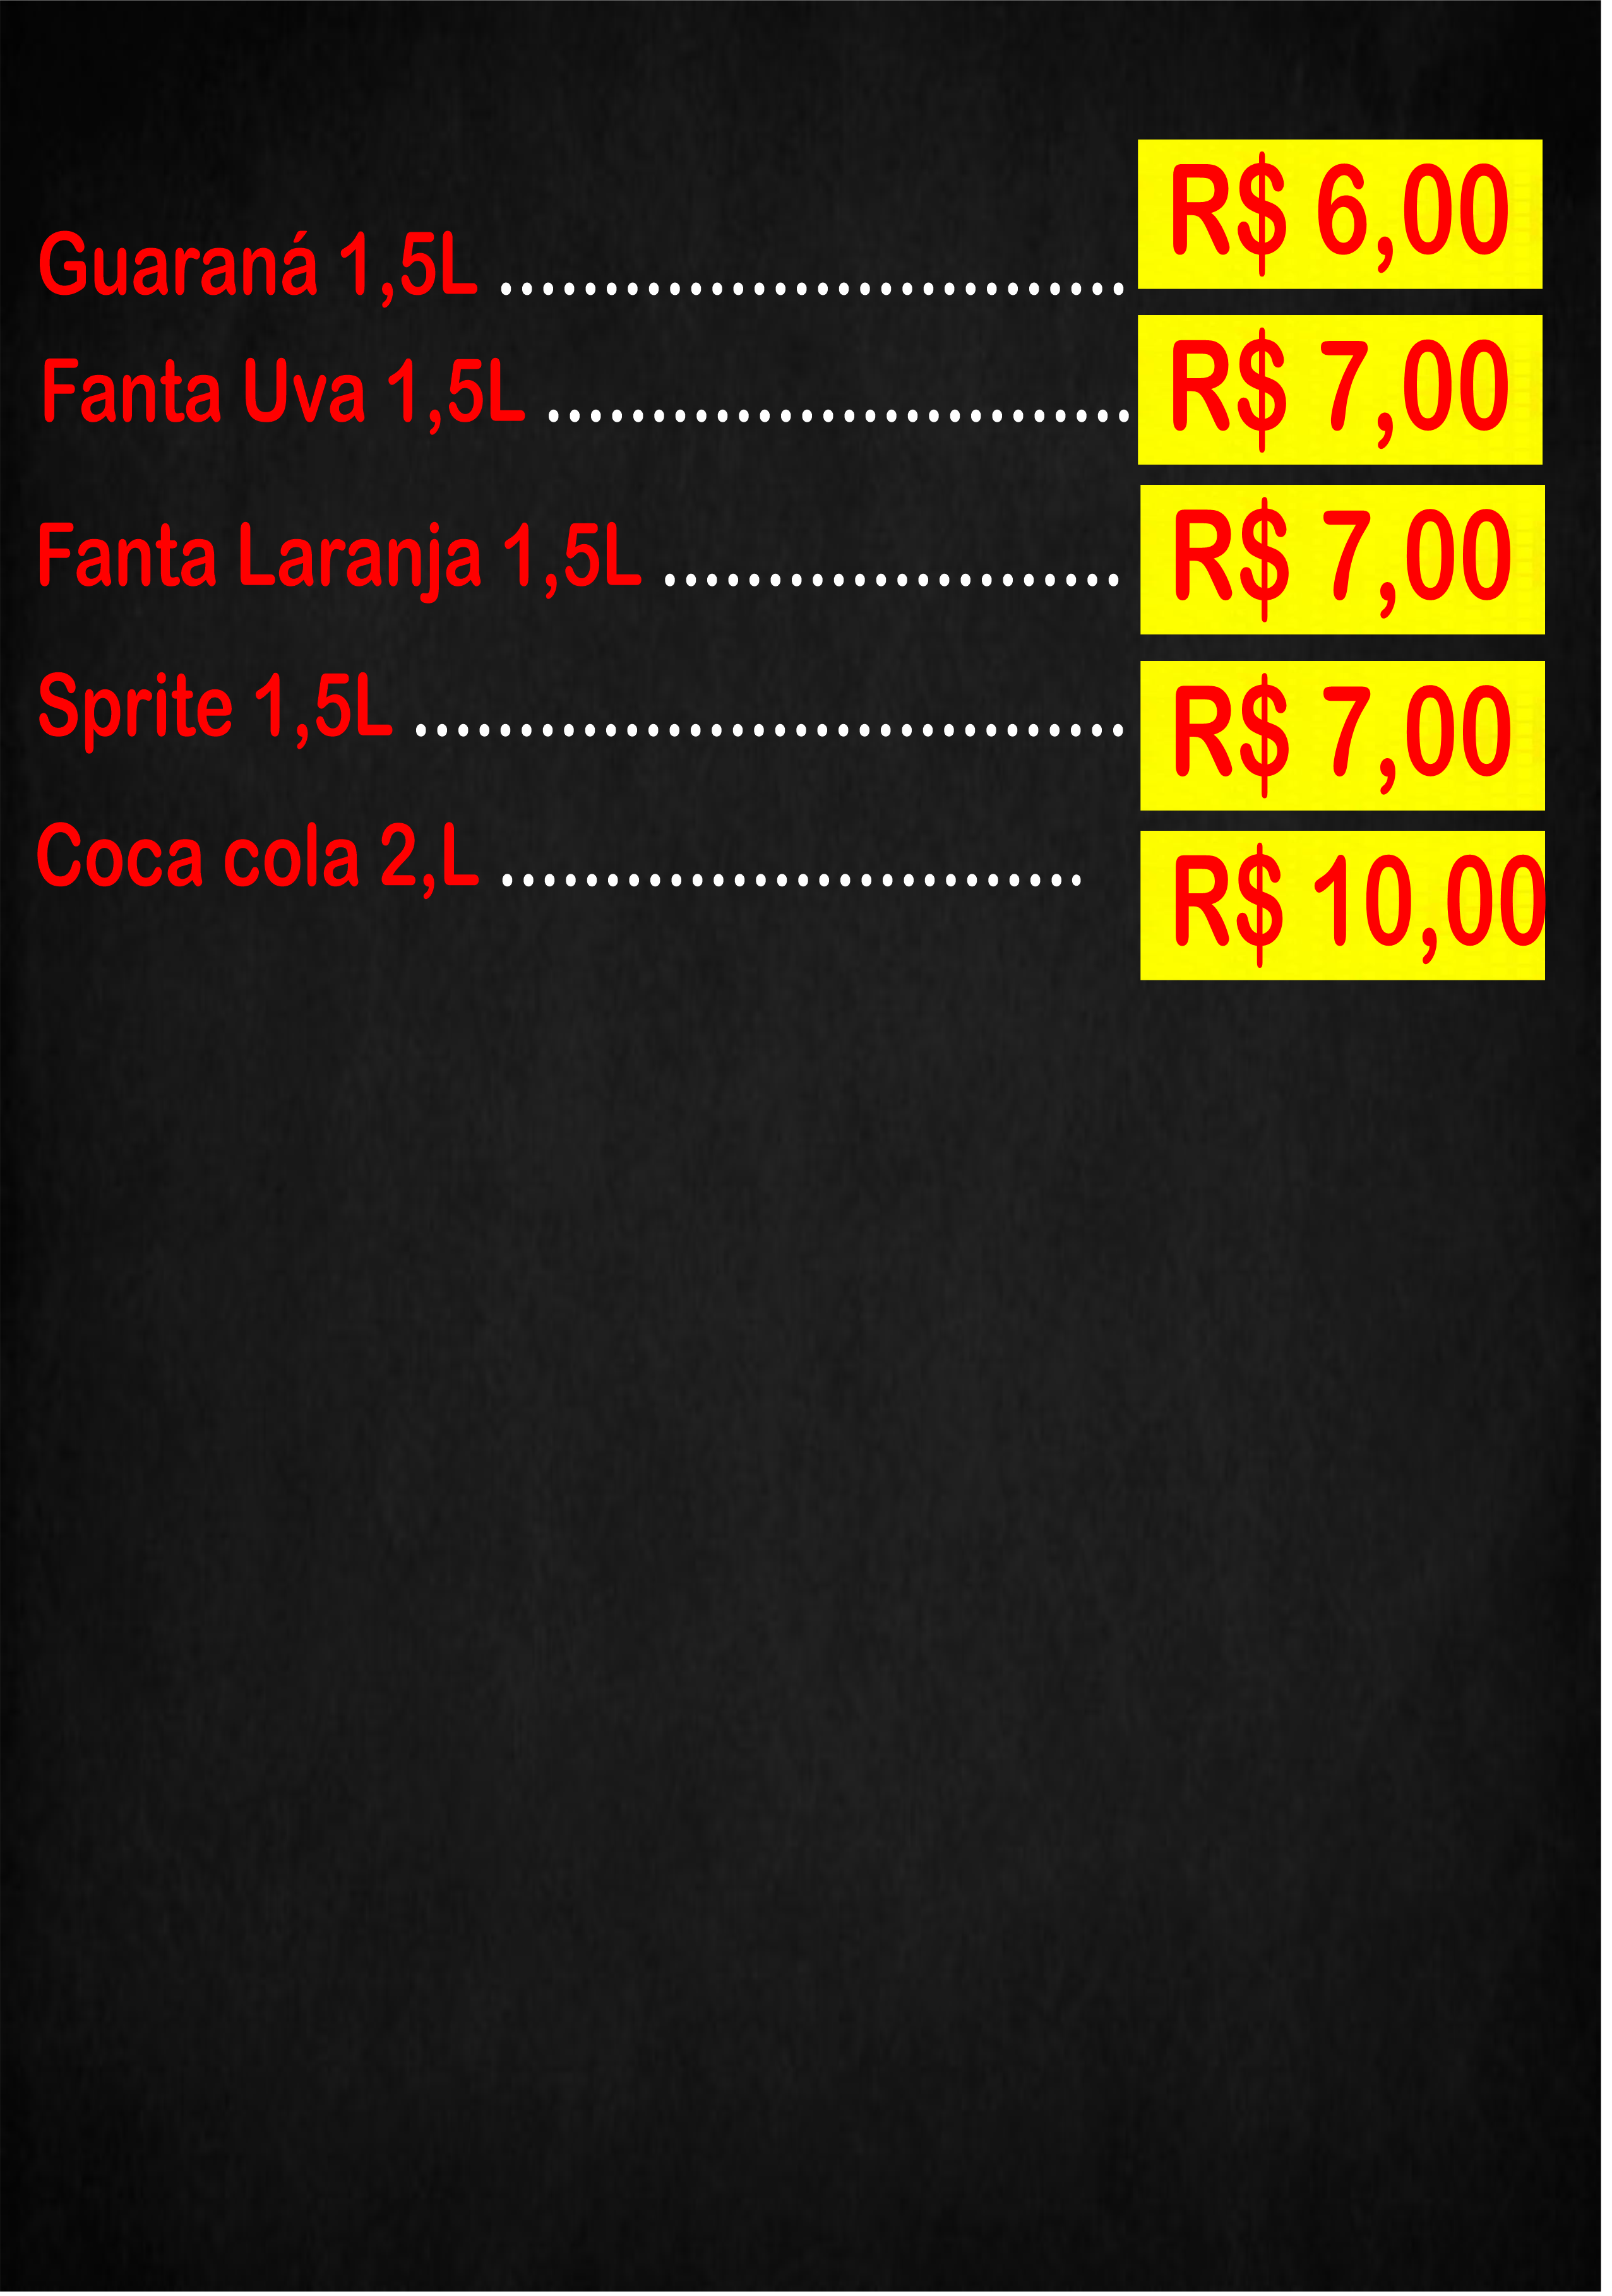 Guaraná 1,5L .............................. R$ 6,00
Fanta Uva 1,5L ............................ R$ 7,00
Fanta Laranja 1,5L ...................... R$ 7,00
Sprite 1,5L .................................. R$ 7,00
Coca cola 2,L ............................ R$ 10,00